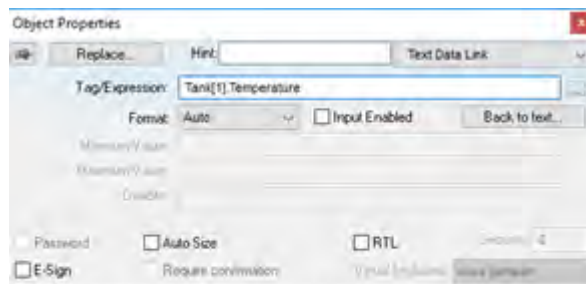 Object Properties
Replace... Hint: Text Data Link
Tag/Expression: Tank[1].Temperature ...
Format: Auto Input Enabled Back to text...
Minimum Value:
Maximum Value:
Password Auto Size RTL
E-Sign Require confirmation